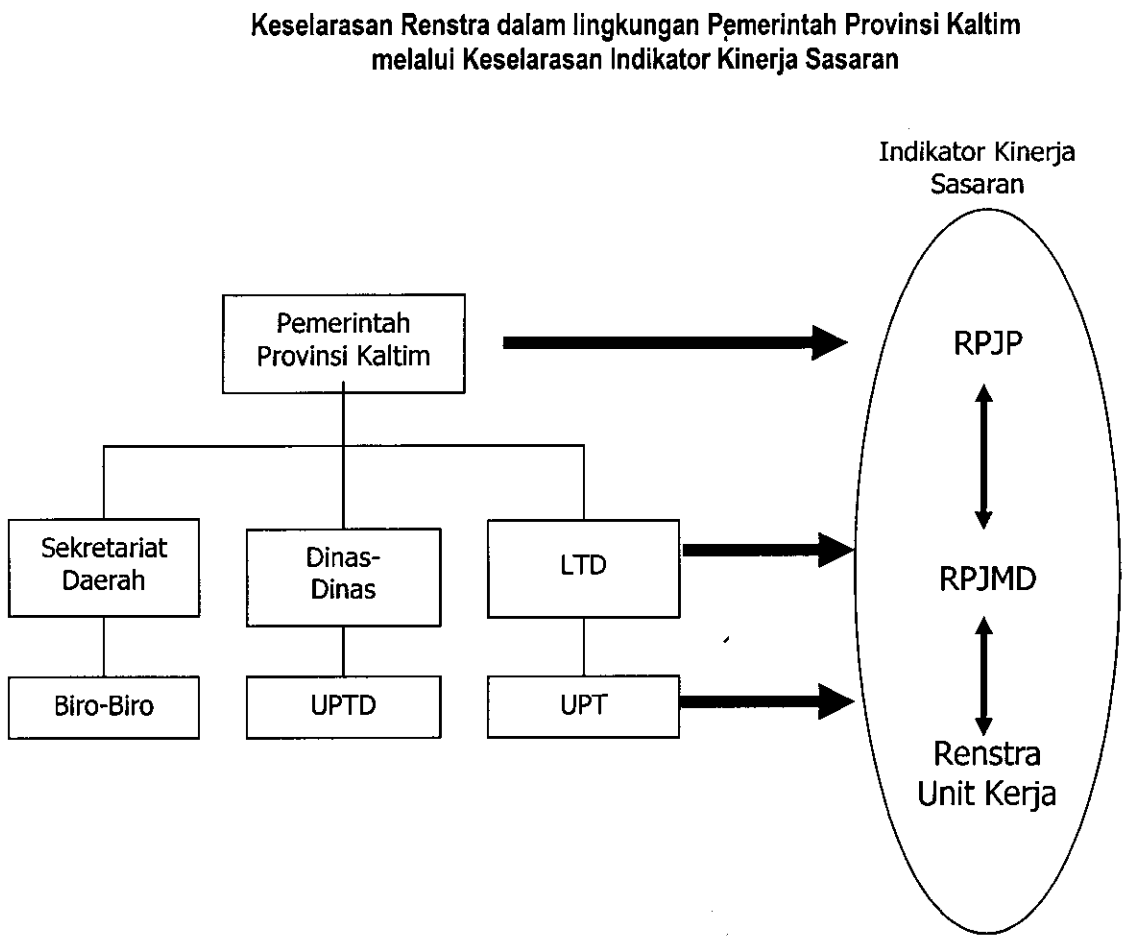 Keselarasan Renstra dalam lingkungan Pemerintah Provinsi Kaltim
melalui Keselarasan Indikator Kinerja Sasaran
Indikator Kinerja
Sasaran
Pemerintah
Provinsi Kaltim
RPJP
Sekretariat
Daerah
Dinas-
Dinas
LTD
RPJMD
Biro-Biro
UPTD
UPT
Renstra
Unit Kerja